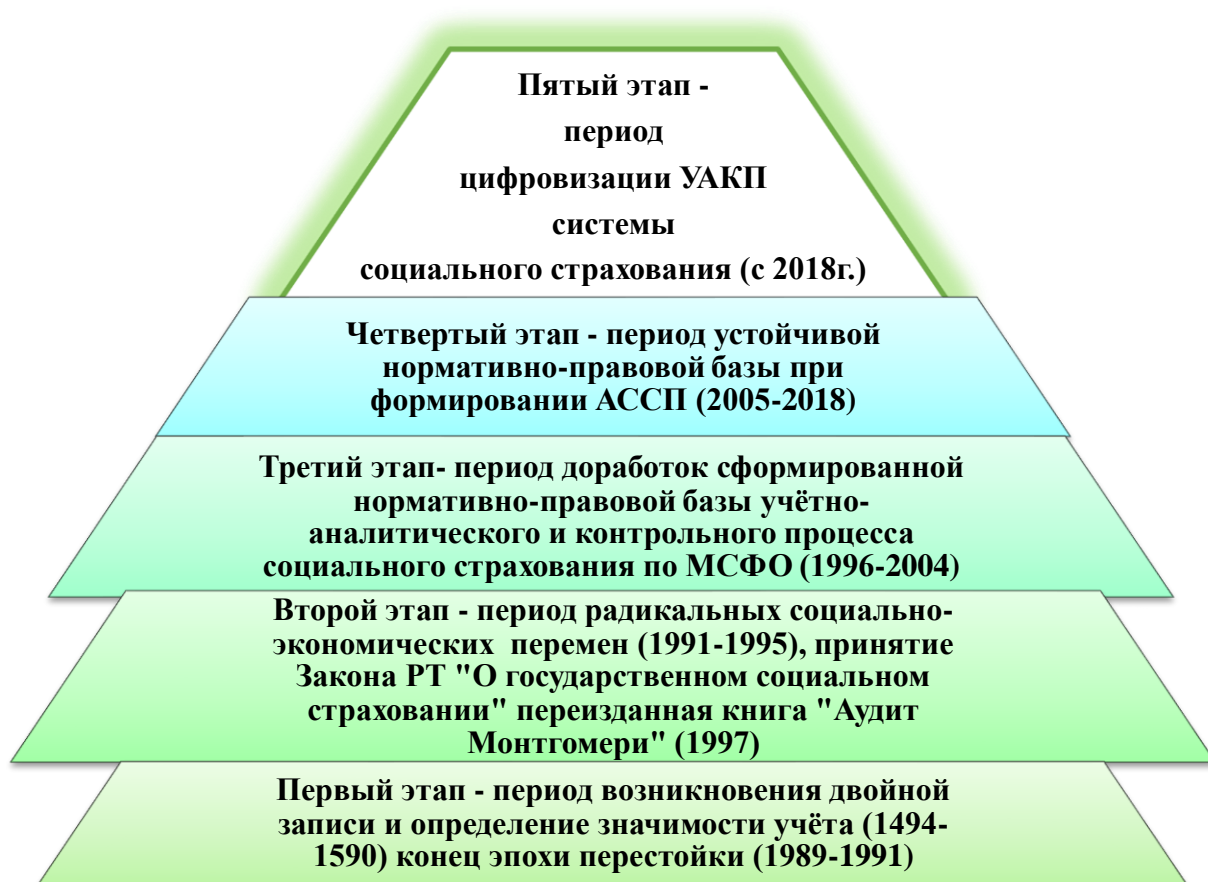 Пятый этап -
период
цифровизации УАКП
системы
социального страхования (с 2018г.)
Четвертый этап - период устойчивой
нормативно-правовой базы при
формировании АССП (2005-2018)
Третий этап- период доработок сформированной
нормативно-правовой базы учётно-
аналитического и контрольного процесса
социального страхования по МСФО (1996-2004)
Второй этап - период радикальных социально-
экономических перемен (1991-1995), принятие
Закона РТ "О государственном социальном
страховании" переизданная книга "Аудит
Монтгомери" (1997)
Первый этап - период возникновения двойной
записи и определение значимости учёта (1494-
1590) конец эпохи перестойки (1989-1991)